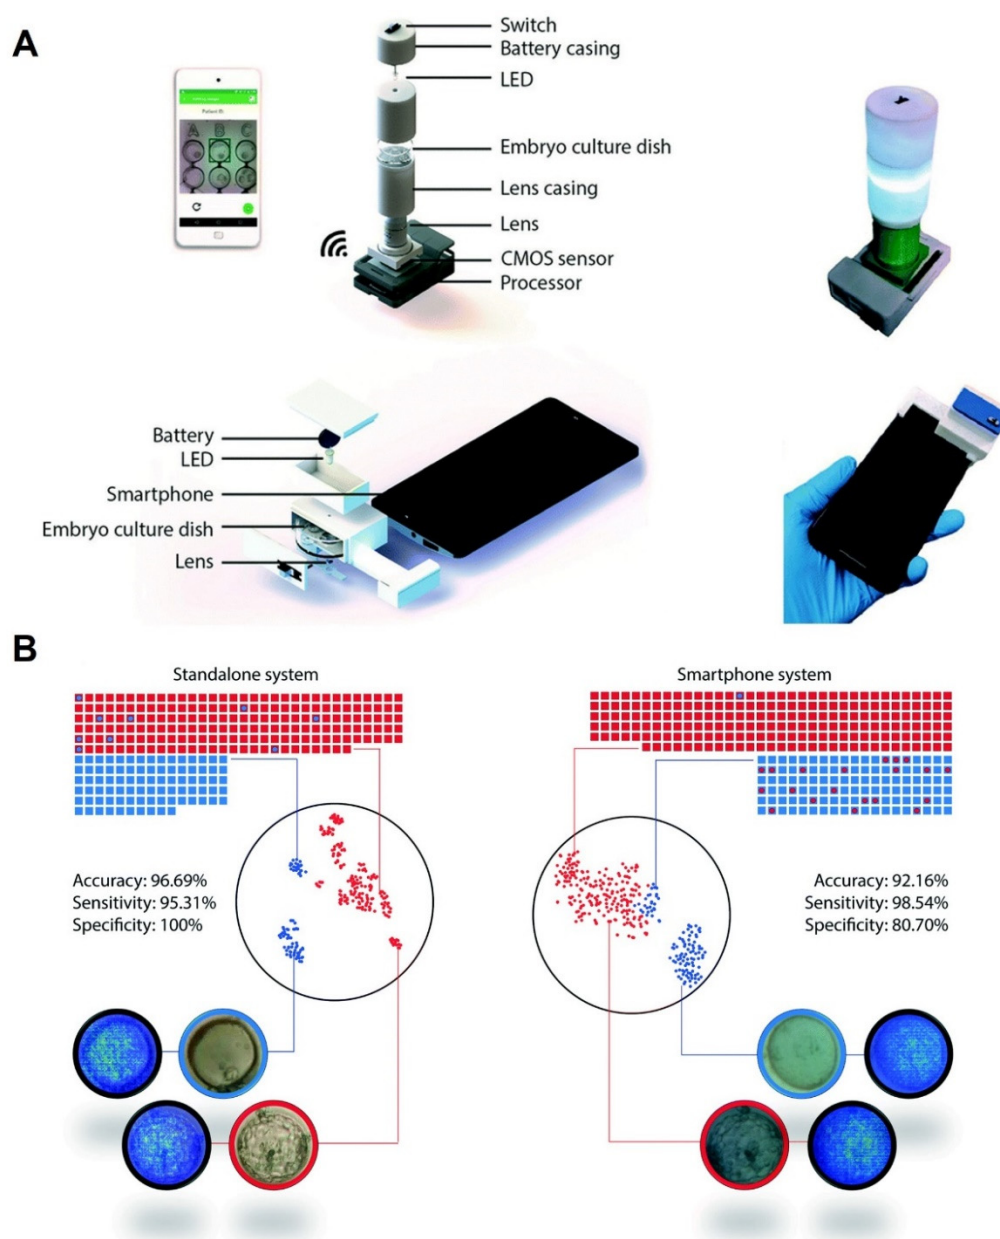 A
Switch
Battery casing
LED
Embryo culture dish
Lens casing
Lens
CMOS sensor
Processor
Patient ID:
A B C
Battery
LED
Smartphone
Embryo culture dish
Lens
B
Standalone system
Smartphone system
Accuracy: 96.69%
Sensitivity: 95.31%
Specificity: 100%
Accuracy: 92.16%
Sensitivity: 98.54%
Specificity: 80.70%